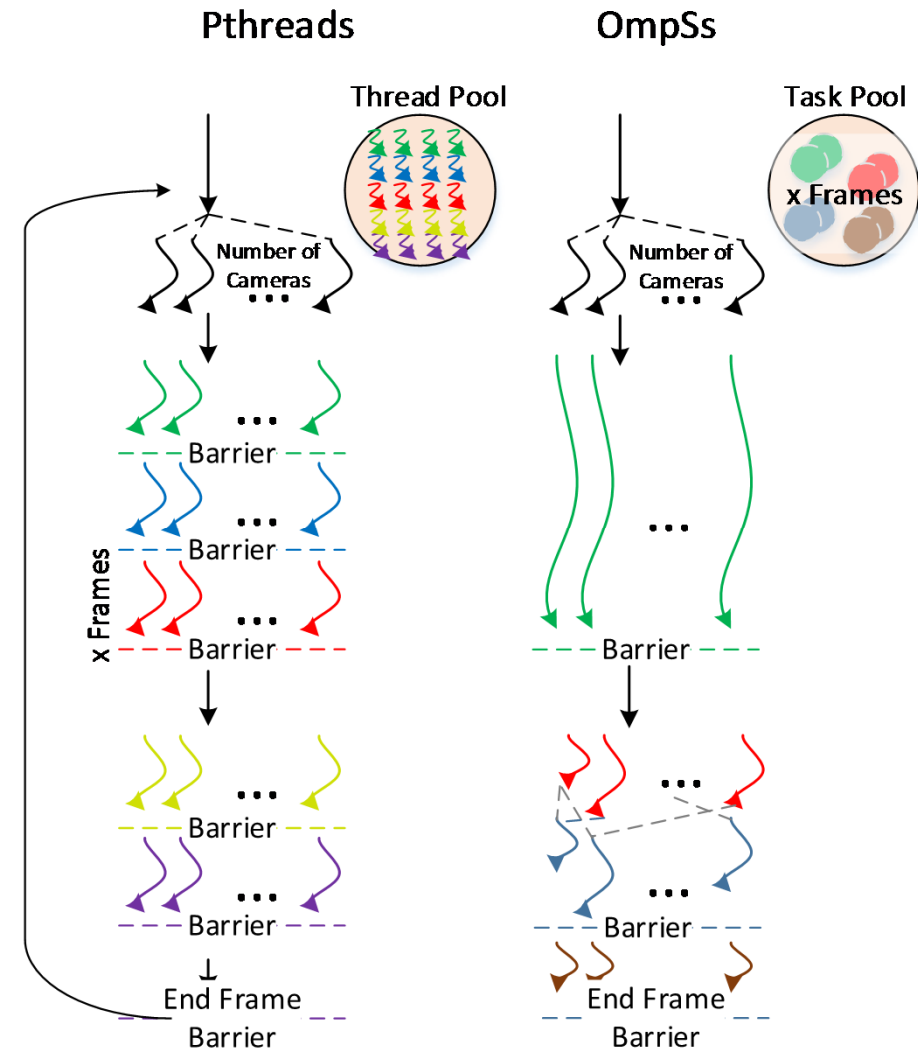 Pthreads
OmpSs
Thread Pool
Task Pool
x Frames
Number of
Cameras
...
Number of
Cameras
...
...
Barrier
...
Barrier
x Frames
...
Barrier
...
Barrier
...
Barrier
...
Barrier
...
Barrier
...
Barrier
End Frame
Barrier
End Frame
Barrier